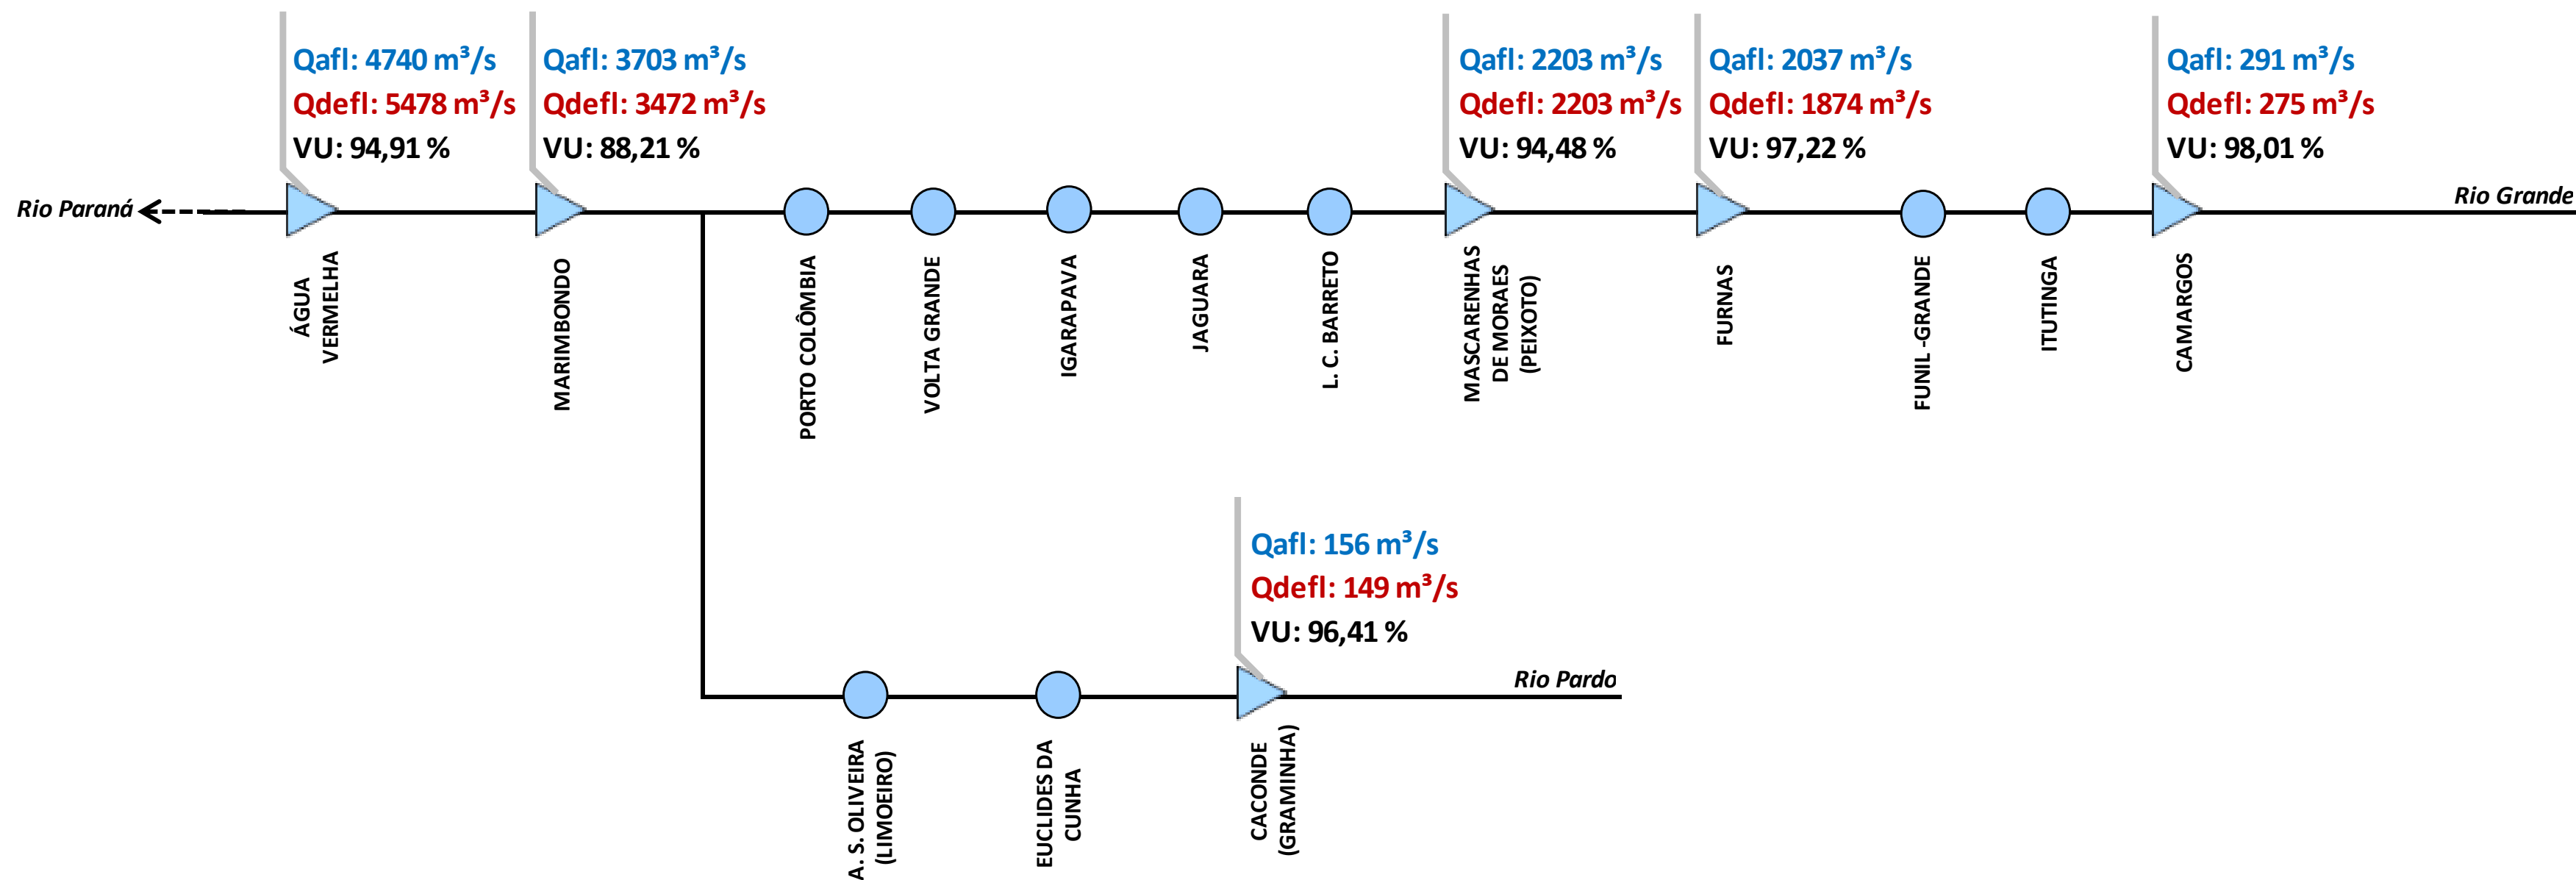 Qafl: 4740 m³/s
Qdefl: 5478 m³/s
VU: 94,91 %
Qafl: 3703 m³/s
Qdefl: 3472 m³/s
VU: 88,21 %
Qafl: 2203 m³/s
Qdefl: 2203 m³/s
VU: 94,48 %
Qafl: 2037 m³/s
Qdefl: 1874 m³/s
VU: 97,22 %
Qafl: 291 m³/s
Qdefl: 275 m³/s
VU: 98,01 %
Rio Paraná
Rio Grande
ÁGUA
VERMELHA
MARIMBONDO
PORTO COLÔMBIA
VOLTA GRANDE
IGARAPAVA
JAGUARA
L. C. BARRETO
MASCARENHAS
DE MORAES
(PEIXOTO)
FURNAS
FUNIL -GRANDE
ITUTINGA
CAMARGOS
Qafl: 156 m³/s
Qdefl: 149 m³/s
VU: 96,41 %
Rio Pardo
A. S. OLIVEIRA
(LIMOEIRO)
EUCLIDES DA
CUNHA
CACONDE
(GRAMINHA)